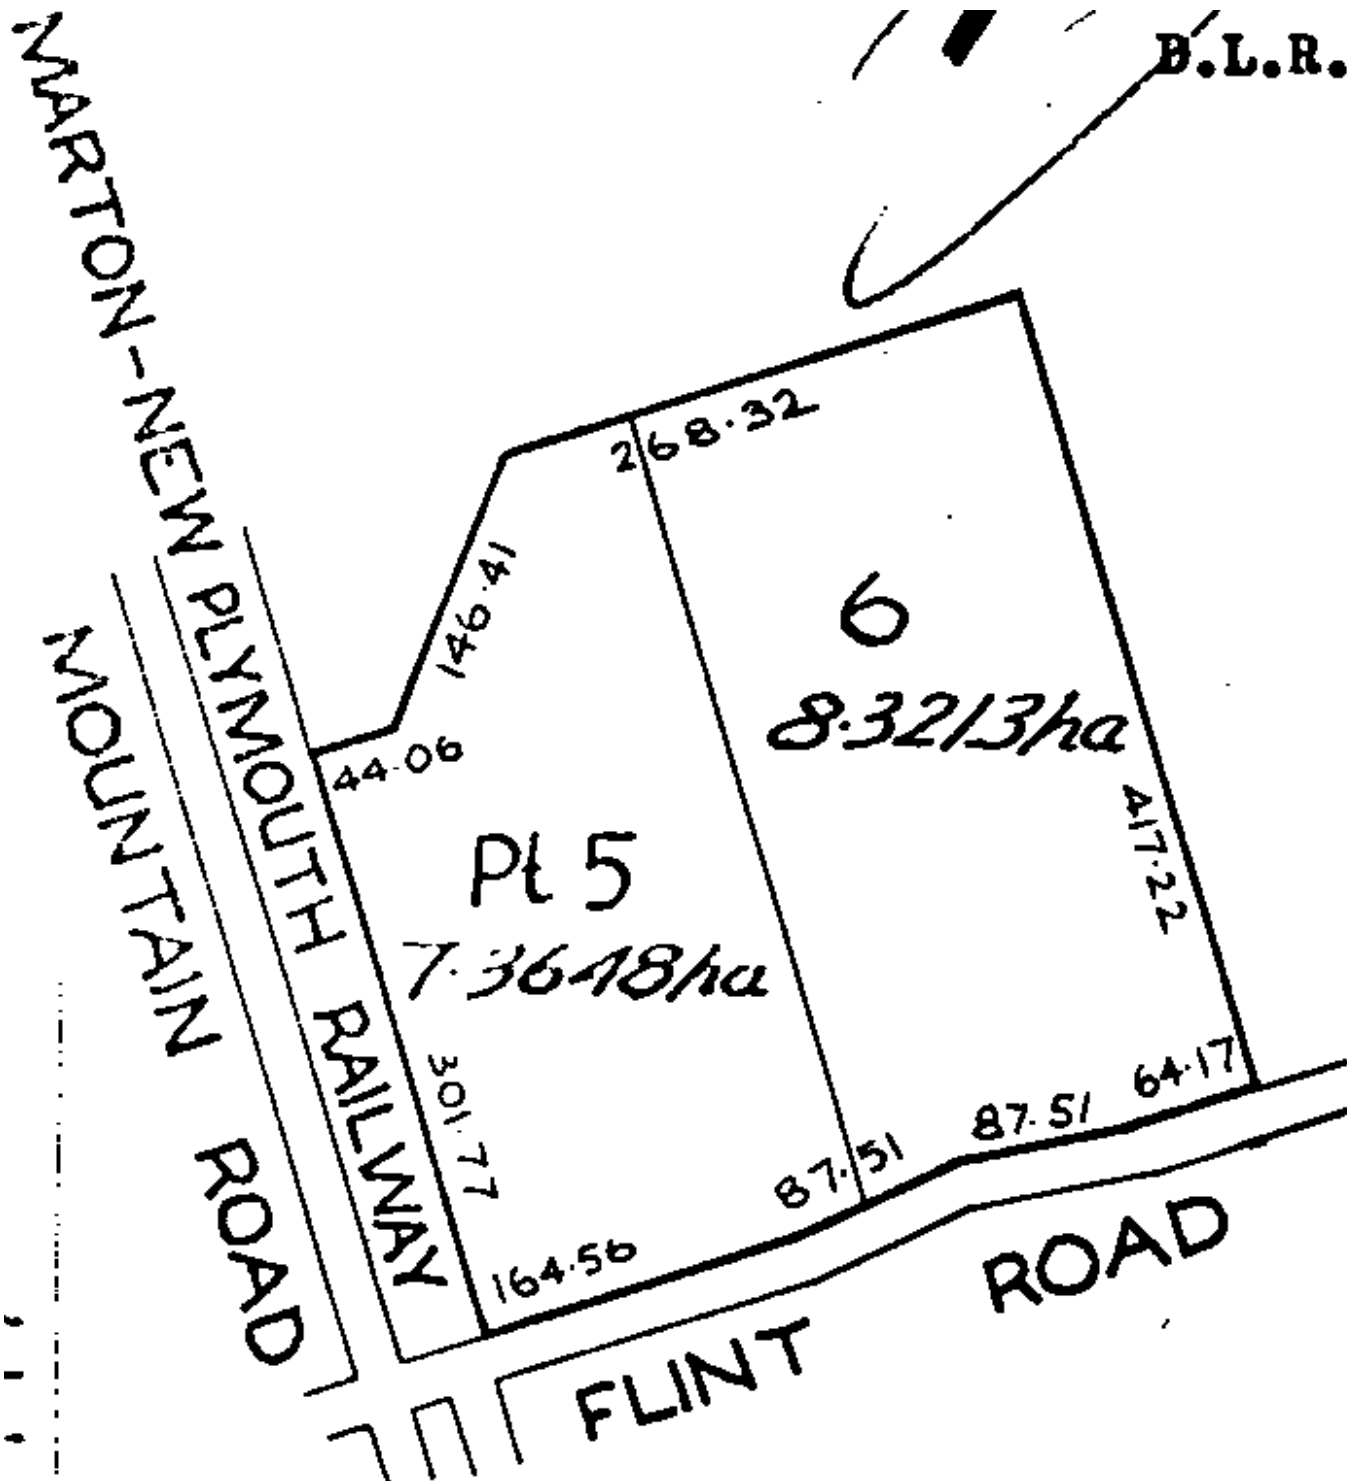 D.L.R.
MARTON-NEW PLYMOUTH RAILWAY
MOUNTAIN ROAD
268.32
146.41
6
8.3213ha
44.06
417.22
Pt 5
7.3648ha
301.77
64.17
87.51
87.51
164.56
FLINT ROAD